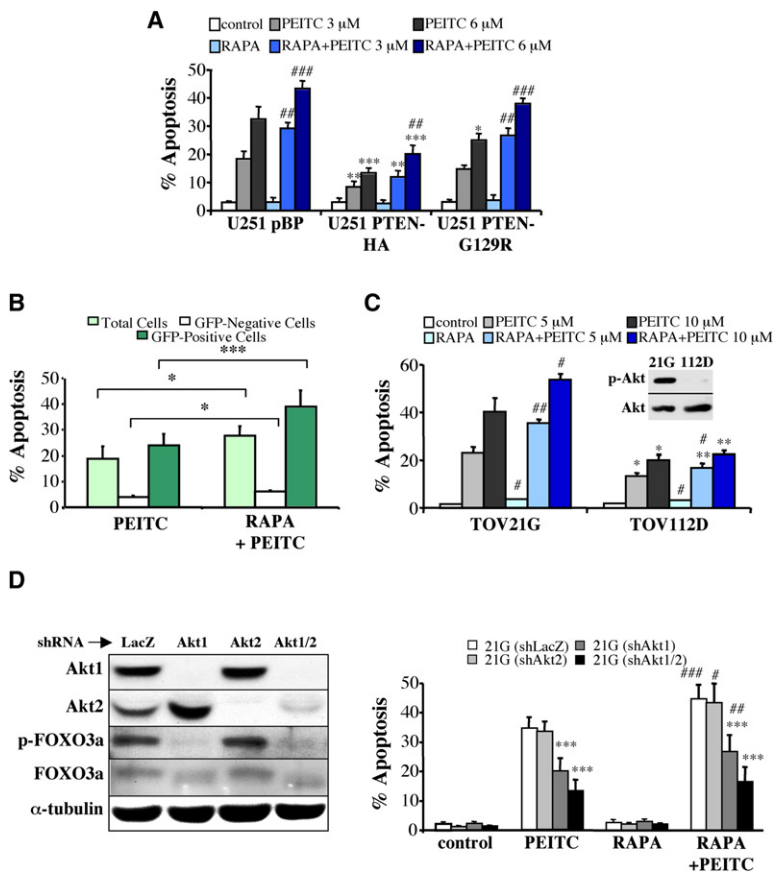 A
control PEITC 3 μM PEITC 6 μM
RAPA RAPA+PEITC 3 μM RAPA+PEITC 6 μM
% Apoptosis
50
40
30
20
10
0
## ###
** *** ** *** ##
* ## ###
U251 pBP U251 PTEN-HA U251 PTEN-G129R
B
Total Cells GFP-Negative Cells
GFP-Positive Cells
***
*
*
% Apoptosis
50
40
30
20
10
0
PEITC RAPA + PEITC
C
control PEITC 5 μM PEITC 10 μM
RAPA RAPA+PEITC 5 μM RAPA+PEITC 10 μM
% Apoptosis
60
40
20
0
# ## #
* * # # ** **
21G 112D
p-Akt
Akt
TOV21G TOV112D
D
shRNA → LacZ Akt1 Akt2 Akt1/2
Akt1
Akt2
p-FOXO3a
FOXO3a
α-tubulin
21G (shLacZ) 21G (shAkt1)
21G (shAkt2) 21G (shAkt1/2)
% Apoptosis
50
40
30
20
10
0
*** ***
### # ## *** ***
control PEITC RAPA RAPA +PEITC